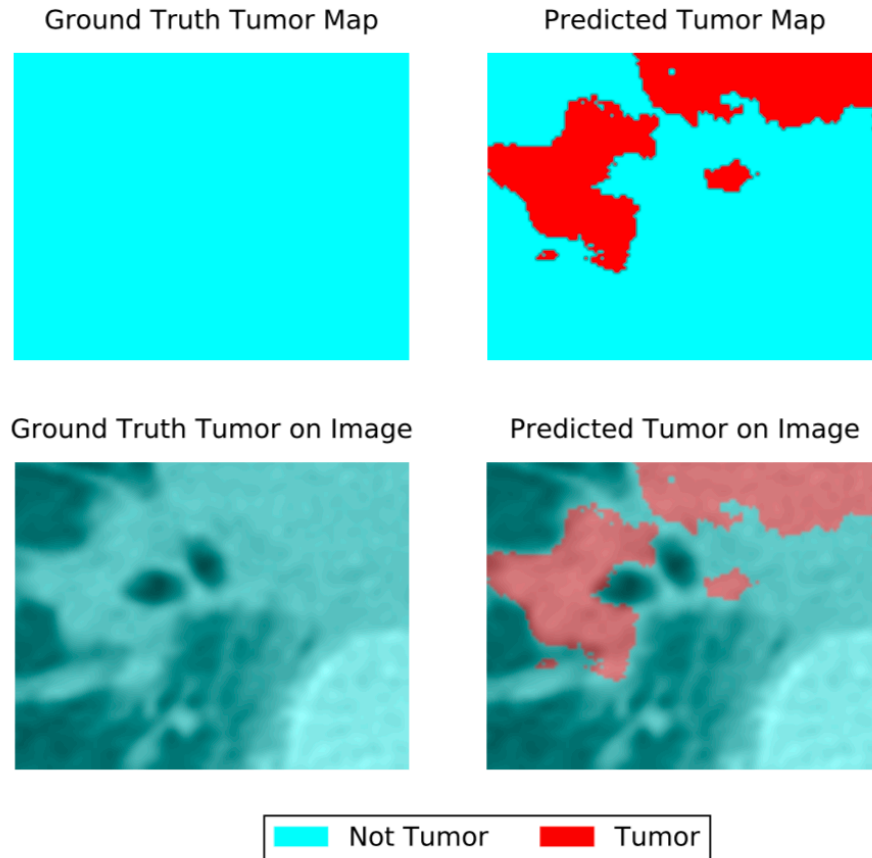 Ground Truth Tumor Map
Predicted Tumor Map
Ground Truth Tumor on Image
Predicted Tumor on Image
Not Tumor
Tumor